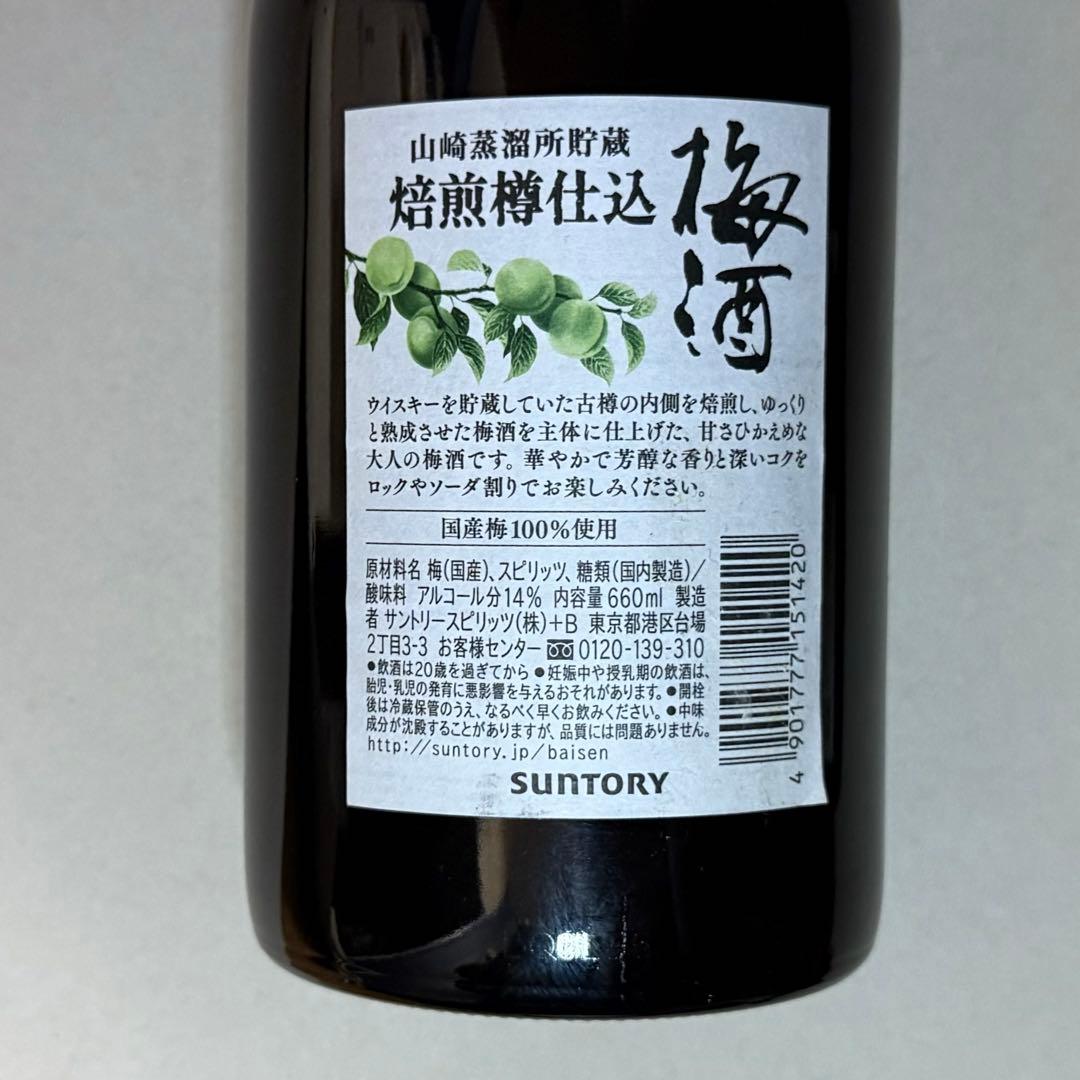 山崎蒸溜所貯蔵
焙煎樽仕込
梅酒
ウイスキーを貯蔵していた古樽の内側を焙煎し、ゆっくり
と熟成させた梅酒を主体に仕上げた、甘さひかえめな
大人の梅酒です。華やかで芳醇な香りと深いコクを
ロックやソーダ割りでお楽しみください。
国産梅100%使用
原材料名 梅(国産)、スピリッツ、糖類(国内製造)/
酸味料 アルコール分14% 内容量660ml 製造
者 サントリースピリッツ(株)+B 東京都港区台場
2丁目3-3 お客様センター 0120-139-310
●飲酒は20歳を過ぎてから ●妊娠中や授乳期の飲酒は、
胎児・乳児の発育に悪影響を与えるおそれがあります。●開栓
後は冷蔵保管のうえ、なるべく早くお飲みください。●中味
成分が沈殿することがありますが、品質には問題ありません。
http://suntory.jp/baisen
SUNTORY
4 901777 151420